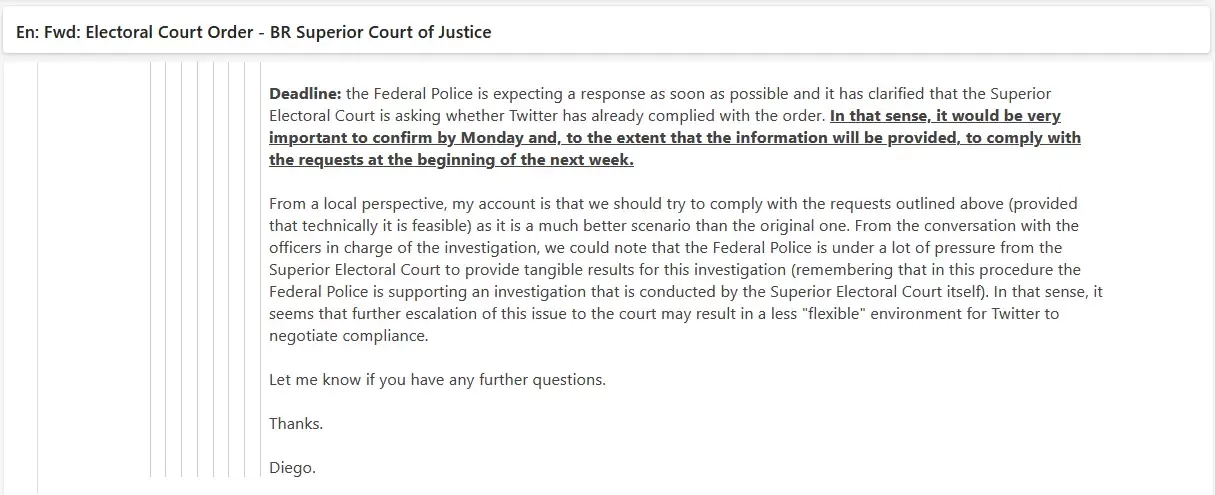 En: Fwd: Electoral Court Order - BR Superior Court of Justice
Deadline: the Federal Police is expecting a response as soon as possible and it has clarified that the Superior
Electoral Court is asking whether Twitter has already complied with the order. In that sense, it would be very
important to confirm by Monday and, to the extent that the information will be provided, to comply with
the requests at the beginning of the next week.
From a local perspective, my account is that we should try to comply with the requests outlined above (provided
that technically it is feasible) as it is a much better scenario than the original one. From the conversation with the
officers in charge of the investigation, we could note that the Federal Police is under a lot of pressure from the
Superior Electoral Court to provide tangible results for this investigation (remembering that in this procedure the
Federal Police is supporting an investigation that is conducted by the Superior Electoral Court itself). In that sense, it
seems that further escalation of this issue to the court may result in a less "flexible" environment for Twitter to
negotiate compliance.
Let me know if you have any further questions.
Thanks.
Diego.